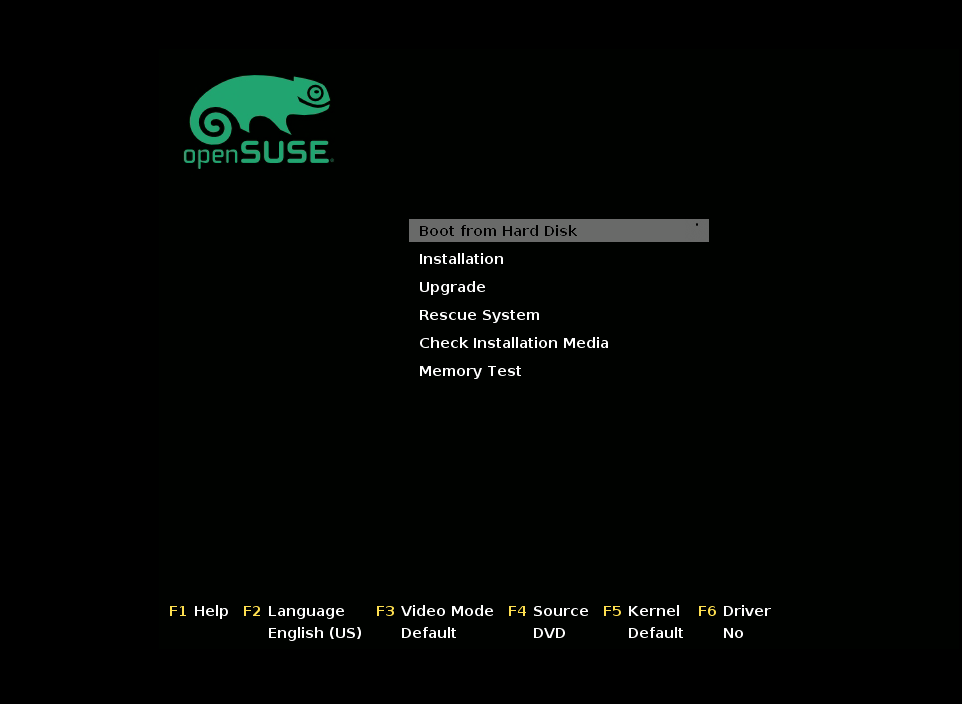 openSUSE
Boot from Hard Disk
Installation
Upgrade
Rescue System
Check Installation Media
Memory Test
F1 Help F2 Language F3 Video Mode F4 Source F5 Kernel F6 Driver
English (US) Default DVD Default No